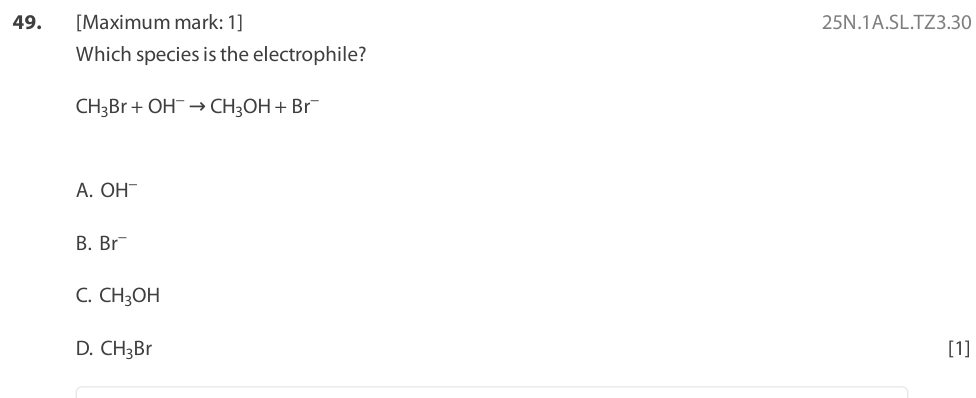 49. [Maximum mark: 1] 25N.1A.SL.TZ3.30
Which species is the electrophile?
CH₃Br + OH⁻ → CH₃OH + Br⁻
A. OH⁻
B. Br⁻
C. CH₃OH
D. CH₃Br [1]